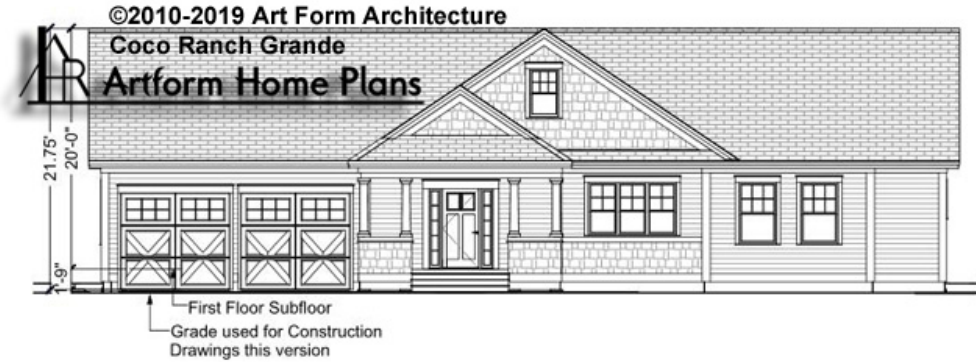 ©2010-2019 Art Form Architecture
Coco Ranch Grande
Artform Home Plans
21.75'
20'-0"
1'-9"
First Floor Subfloor
Grade used for Construction
Drawings this version